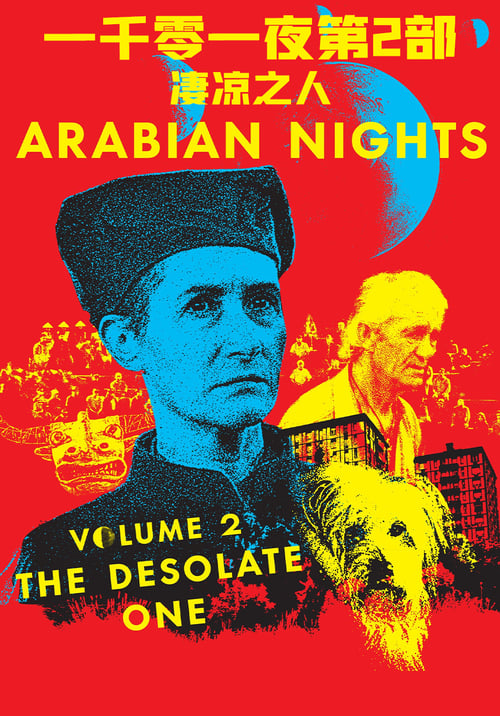 一千零一夜第2部
凄凉之人
ARABIAN NIGHTS
VOLUME 2
THE DESOLATE
ONE